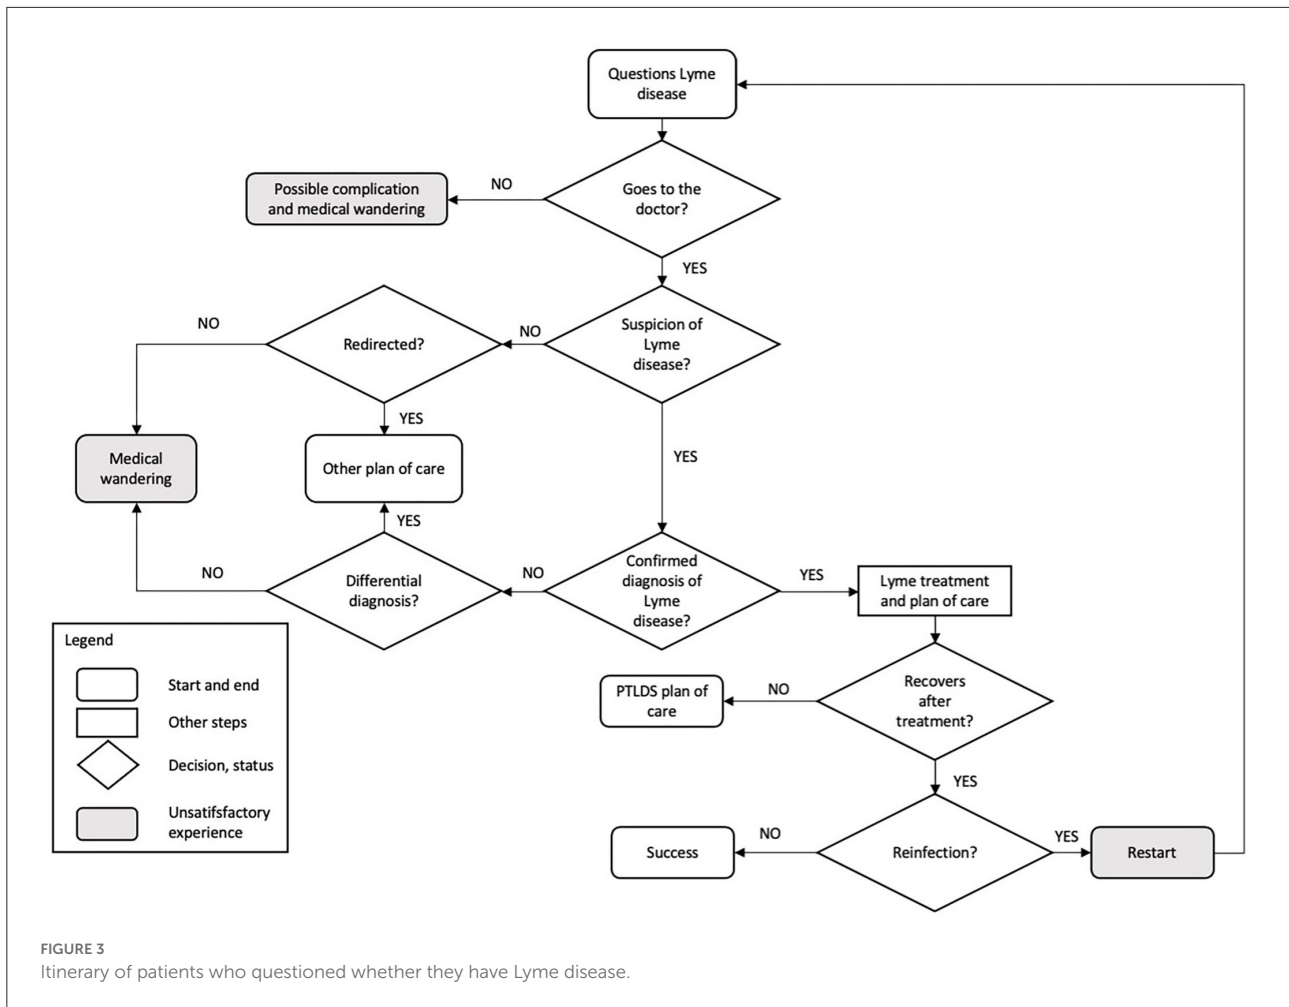 Questions Lyme
disease
Goes to the
doctor?
NO
Possible complication
and medical wandering
YES
Suspicion of
Lyme
disease?
NO
Redirected?
NO
YES
YES
Medical
wandering
Other plan of care
YES
Differential
diagnosis?
NO
NO
Confirmed
diagnosis of
Lyme
disease?
YES
Lyme treatment
and plan of care
Recovers
after
treatment?
NO
PTLDS plan of
care
YES
Reinfection?
NO
Success
YES
Restart
Legend
Start and end
Other steps
Decision, status
Unsatifsfactory
experience
FIGURE 3
Itinerary of patients who questioned whether they have Lyme disease.